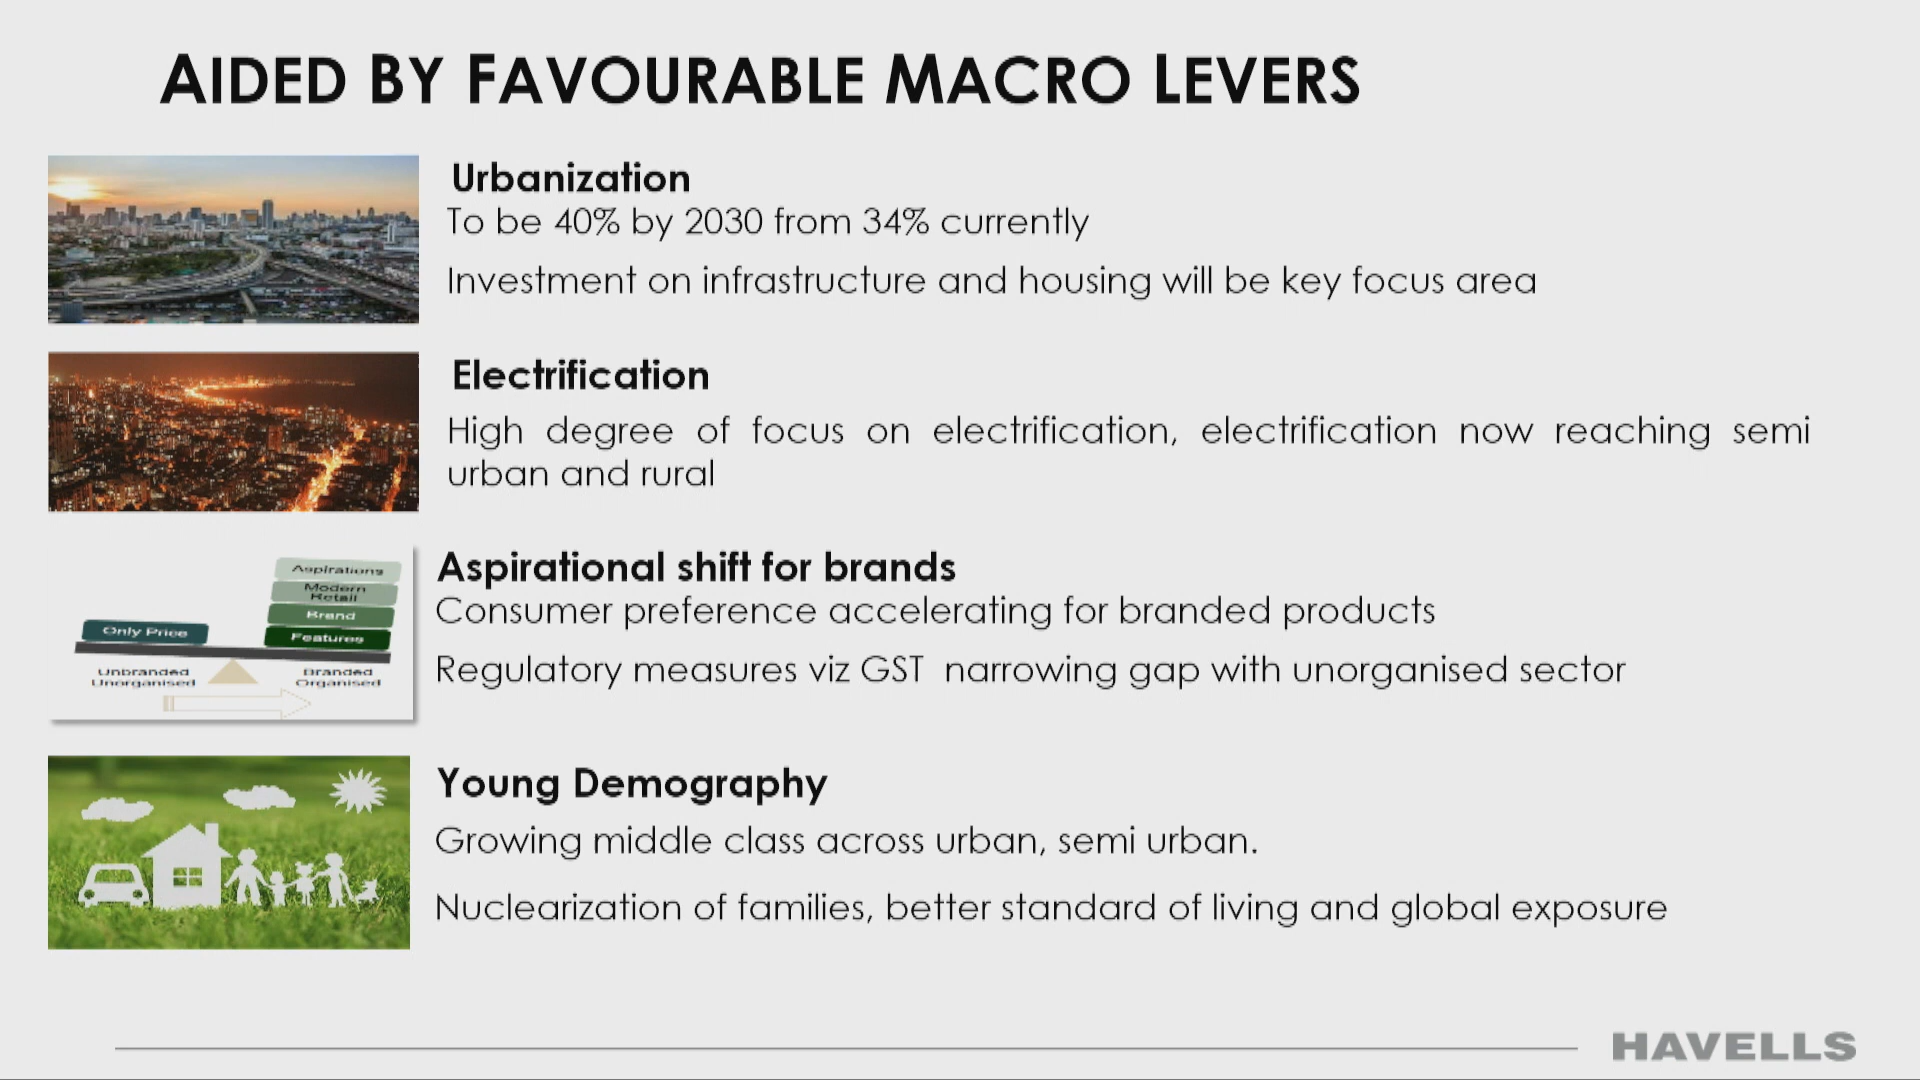 AIDED BY FAVOURABLE MACRO LEVERS
Urbanization
To be 40% by 2030 from 34% currently
Investment on infrastructure and housing will be key focus area
Electrification
High degree of focus on electrification, electrification now reaching semi
urban and rural
Aspirations
Modern
Retail
Brand
Features
Only Price
Unbranded
Unorganised
Branded
Organised
Aspirational shift for brands
Consumer preference accelerating for branded products
Regulatory measures viz GST narrowing gap with unorganised sector
Young Demography
Growing middle class across urban, semi urban.
Nuclearization of families, better standard of living and global exposure
HAVELLS